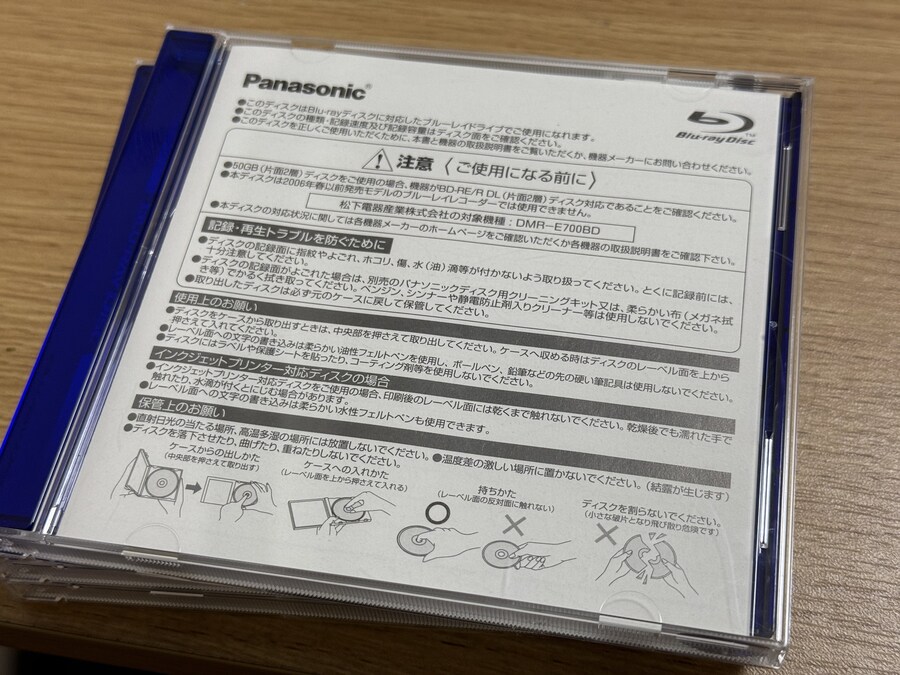 Panasonic®
Blu-ray Disc™
●このディスクはBlu-rayディスクに対応したブルーレイドライブでご使用になれます。
●このディスクの種類・記録速度及び記録容量はディスク面をご確認ください。
●このディスクを正しくご使用いただくために、本書と機器の取扱説明書をご覧いただくか、機器メーカーにお問い合わせください。
注意〈ご使用になる前に〉
●50GB(片面2層)ディスクをご使用の場合、機器がBD-RE/R DL(片面2層)ディスク対応であることをご確認ください。
●本ディスクは2006年春以前発売モデルのブルーレイレコーダーでは使用できません。
松下電器産業株式会社の対象機種:DMR-E700BD
●本ディスクの対応状況に関しては各機器メーカーのホームページをご確認いただくか各機器の取扱説明書をご確認下さい。
記録・再生トラブルを防ぐために
●ディスクの記録面に指紋やよごれ、ホコリ、傷、水(油)滴等が付かないよう取り扱ってください。とくに記録前には、
十分注意してください。
●ディスクの記録面がよごれた場合は、別売のパナソニックディスク用クリーニングキット又は、柔らかい布(メガネ拭
き等)でかるく拭き取ってください。ベンジン、シンナーや静電防止剤入りクリーナー等は使用しないでください。
●取り出したディスクは必ず元のケースに戻して保管してください。
使用上のお願い
●ディスクをケースから取り出すときは、中央部を押さえて取り出してください。ケースへ収める時はディスクのレーベル面を上から
押さえて入れてください。
●レーベル面への文字の書き込みは柔らかい油性フェルトペンを使用し、ボールペン、鉛筆などの先の硬い筆記具は使用しないでください。
●ディスクにはラベルや保護シートを貼ったり、コーティング剤等を使用しないでください。
インクジェットプリンター対応ディスクの場合
●インクジェットプリンター対応ディスクをご使用の場合、印刷後のレーベル面には乾くまで触れないでください。乾燥後でも濡れた手で
触れたり、水滴が付くとにじむ場合があります。
●レーベル面への文字の書き込みは柔らかい水性フェルトペンも使用できます。
保管上のお願い
●直射日光の当たる場所、高温多湿の場所には放置しないでください。●温度差の激しい場所に置かないでください。(結露が生じます)
●ディスクを落下させたり、曲げたり、重ねたりしないでください。
ケースからの出しかた
(中央部を押さえて取り出す)
ケースへの入れかた
(レーベル面を上から押さえて入れる)
持ちかた
(レーベル面の反対面に触れない)
ディスクを割らないでください。
(小さな破片となり飛び散り危険です)